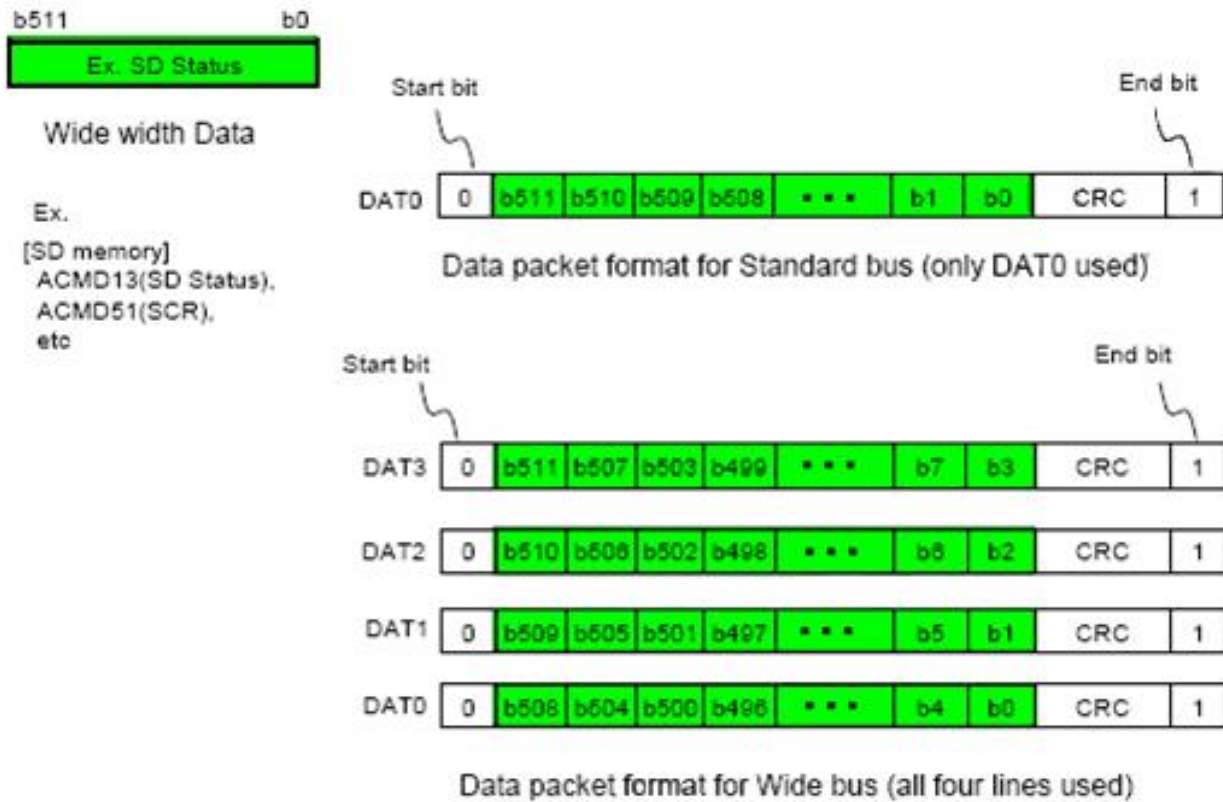 b511 b0
Ex. SD Status
Wide width Data
Ex.
[SD memory]
ACMD13(SD Status),
ACMD51(SCR),
etc
Start bit End bit
DAT0 0 b511 b510 b509 b508 ▪ ▪ ▪ b1 b0 CRC 1
Data packet format for Standard bus (only DAT0 used)
Start bit End bit
DAT3 0 b511 b507 b503 b499 ▪ ▪ ▪ b7 b3 CRC 1
DAT2 0 b510 b506 b502 b498 ▪ ▪ ▪ b6 b2 CRC 1
DAT1 0 b509 b505 b501 b497 ▪ ▪ ▪ b5 b1 CRC 1
DAT0 0 b508 b504 b500 b496 ▪ ▪ ▪ b4 b0 CRC 1
Data packet format for Wide bus (all four lines used)